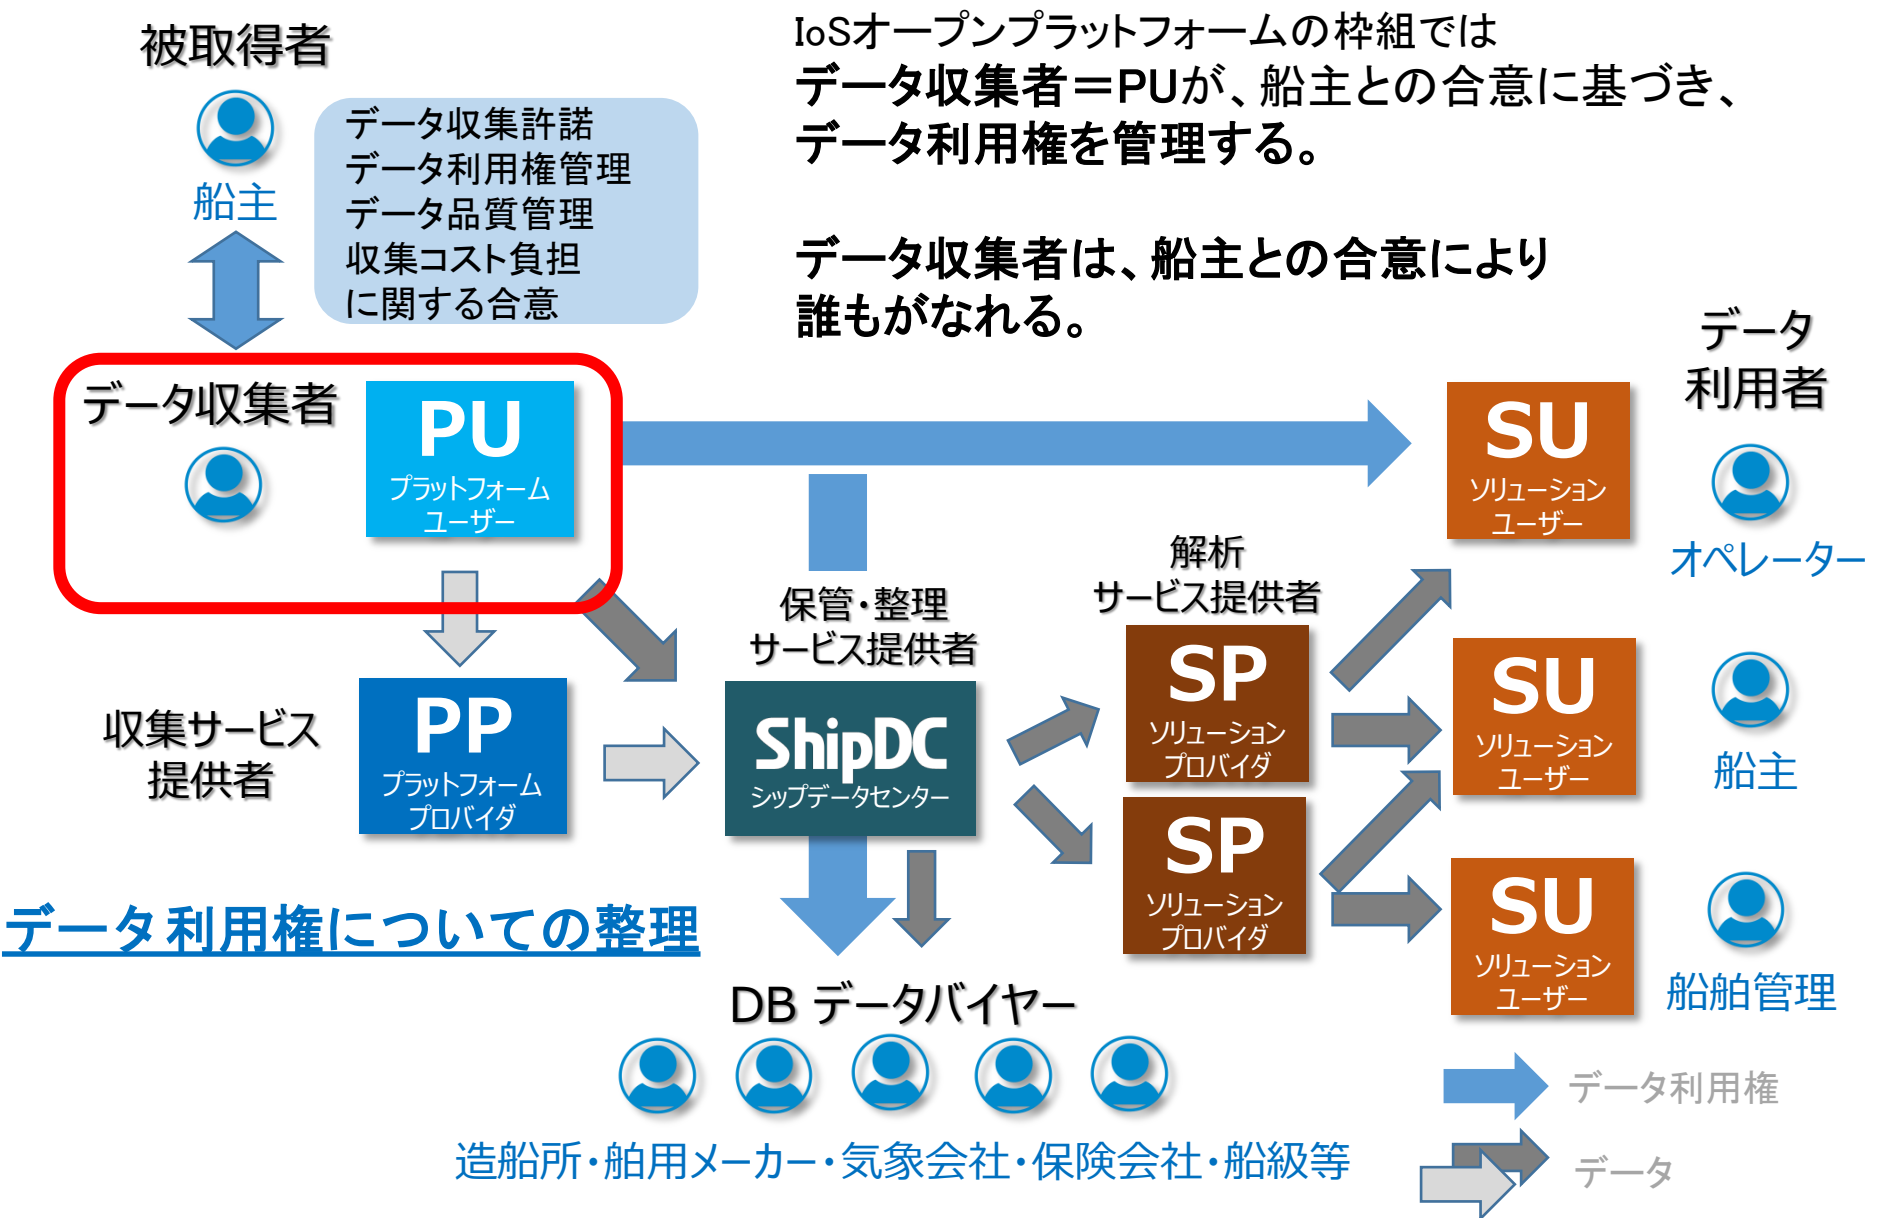 被取得者
船主
データ収集許諾
データ利用権管理
データ品質管理
収集コスト負担
に関する合意
IoSオープンプラットフォームの枠組では
データ収集者＝PUが、船主との合意に基づき、
データ利用権を管理する。
データ収集者は、船主との合意により
誰もがなれる。
データ収集者
PU
プラットフォーム
ユーザー
SU
ソリューション
ユーザー
データ
利用者
オペレーター
保管・整理
サービス提供者
解析
サービス提供者
収集サービス
提供者
PP
プラットフォーム
プロバイダ
ShipDC
シップデータセンター
SP
ソリューション
プロバイダ
SU
ソリューション
ユーザー
船主
SP
ソリューション
プロバイダ
SU
ソリューション
ユーザー
船舶管理
データ利用権についての整理
DB データバイヤー
造船所・舶用メーカー・気象会社・保険会社・船級等
データ利用権
データ